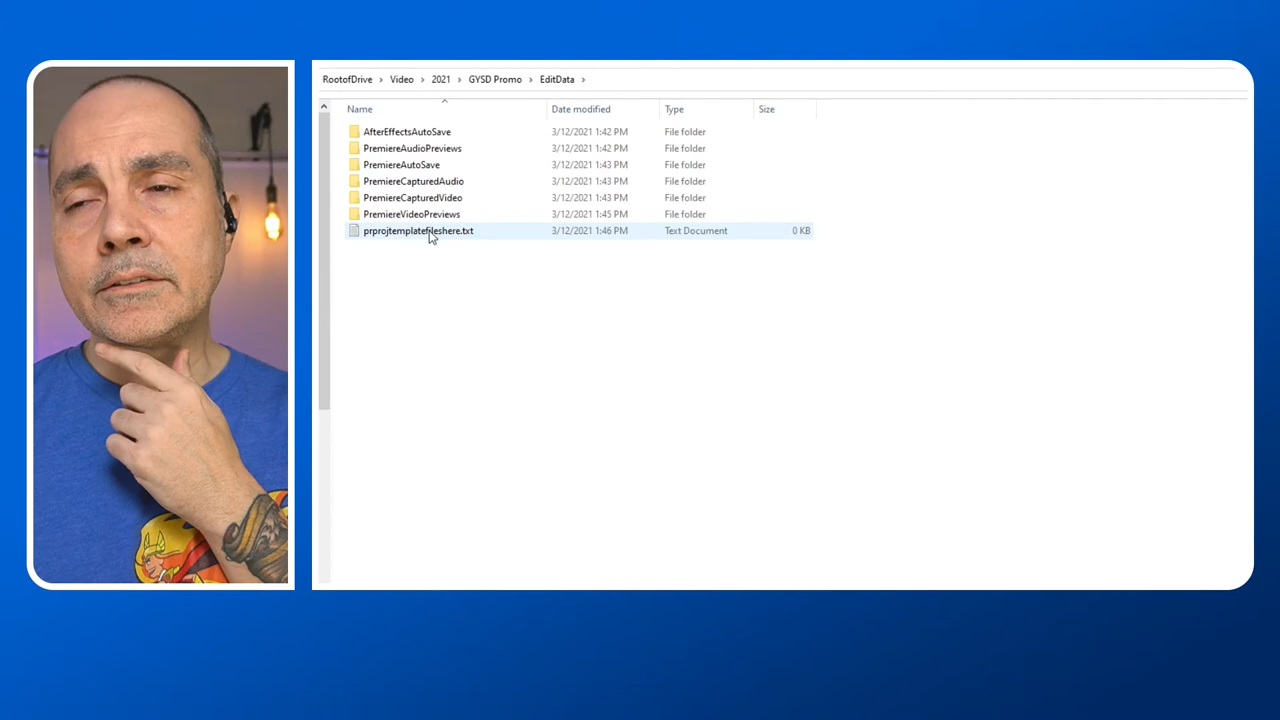 RootofDrive > Video > 2021 > GYSD Promo > EditData >
Name Date modified Type Size
AfterEffectsAutoSave 3/12/2021 1:42 PM File folder
PremiereAudioPreviews 3/12/2021 1:42 PM File folder
PremiereAutoSave 3/12/2021 1:43 PM File folder
PremiereCapturedAudio 3/12/2021 1:43 PM File folder
PremiereCapturedVideo 3/12/2021 1:43 PM File folder
PremiereVideoPreviews 3/12/2021 1:45 PM File folder
prprojtemplatefileshere.txt 3/12/2021 1:46 PM Text Document 0 KB